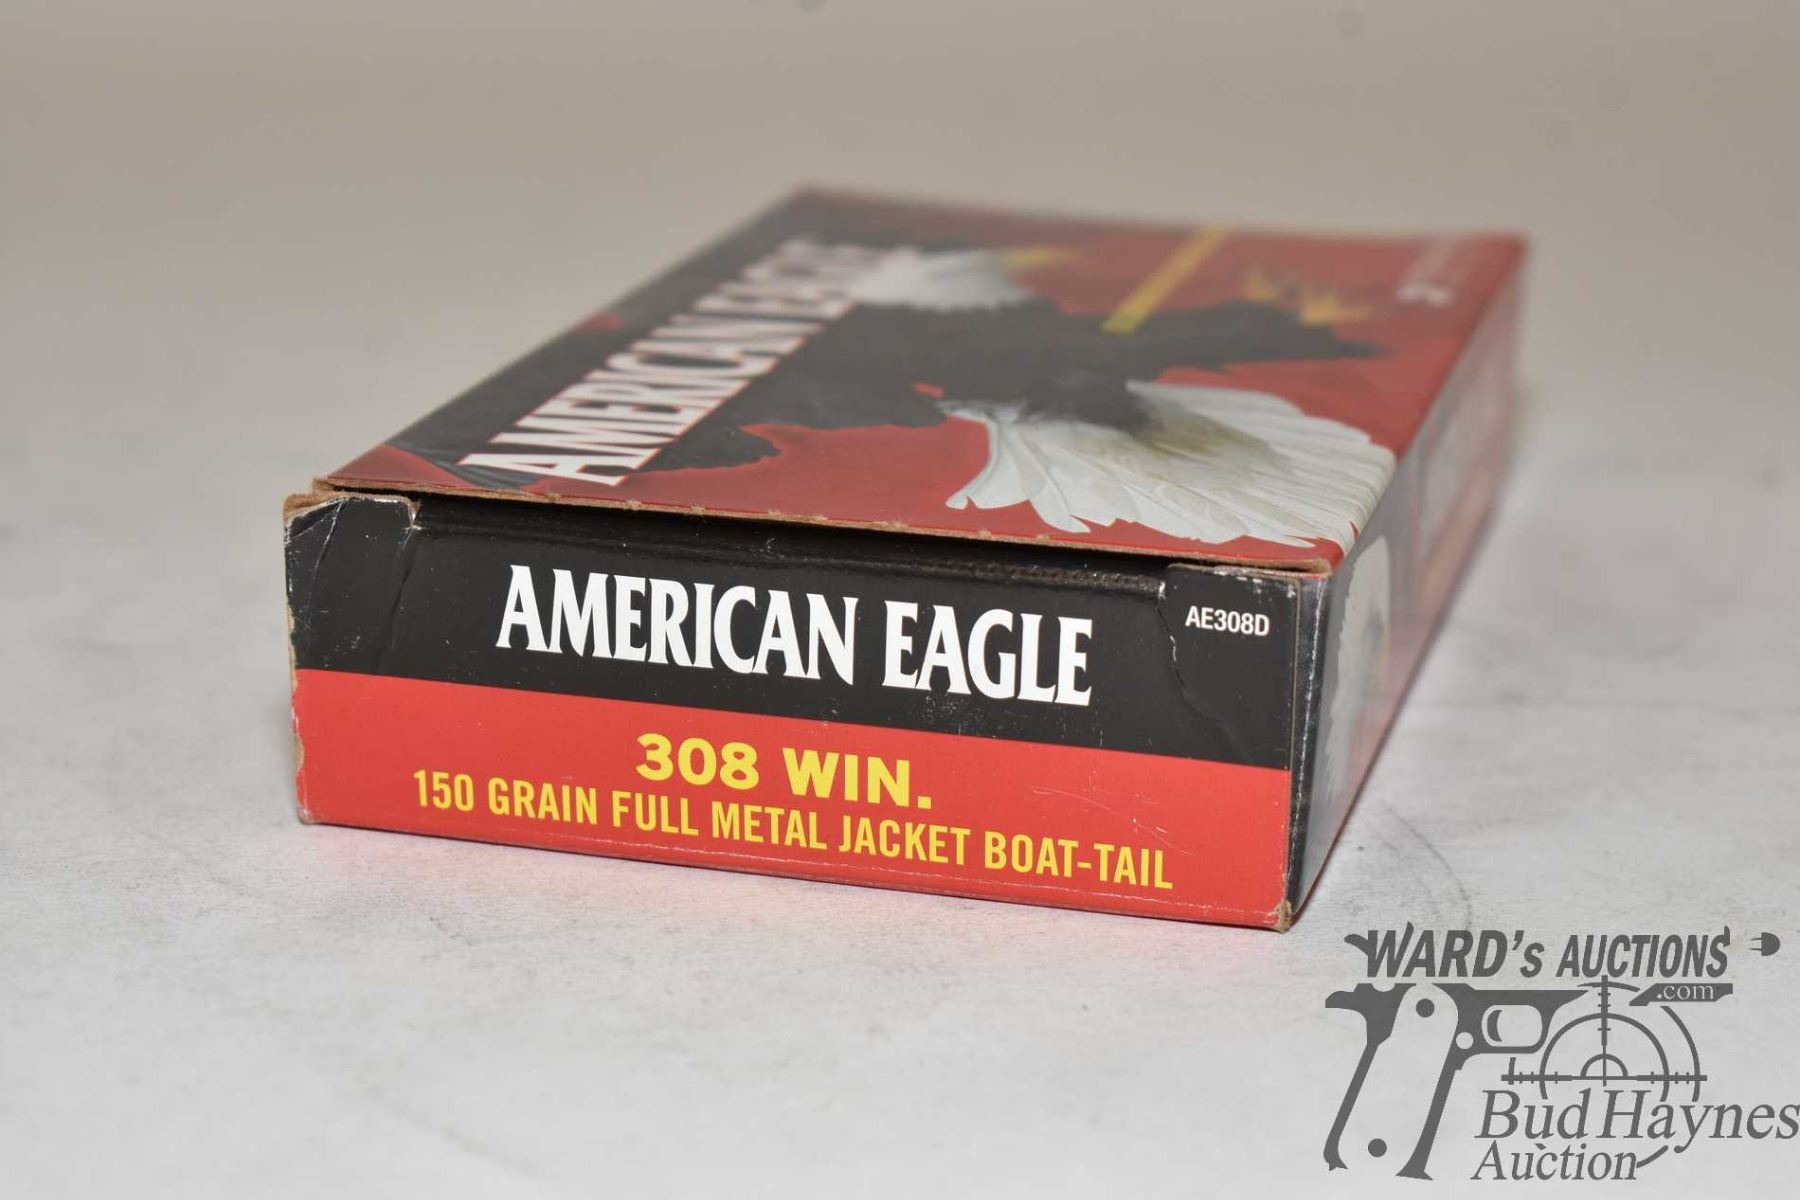 AMERICAN EAGLE
AMERICAN EAGLE
AE308D
308 WIN.
150 GRAIN FULL METAL JACKET BOAT-TAIL
WARD's AUCTIONS
.com
Bud Haynes
Auction